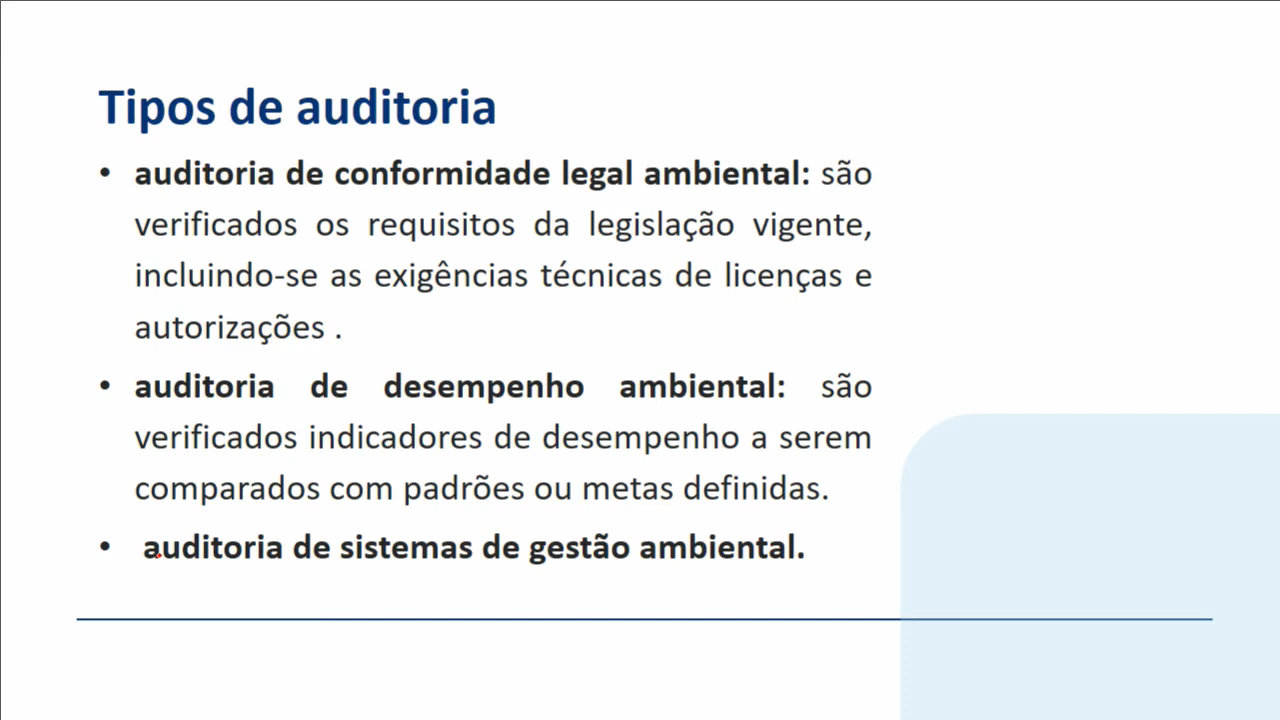 Tipos de auditoria
• auditoria de conformidade legal ambiental: são
verificados os requisitos da legislação vigente,
incluindo-se as exigências técnicas de licenças e
autorizações .
• auditoria de desempenho ambiental: são
verificados indicadores de desempenho a serem
comparados com padrões ou metas definidas.
• auditoria de sistemas de gestão ambiental.